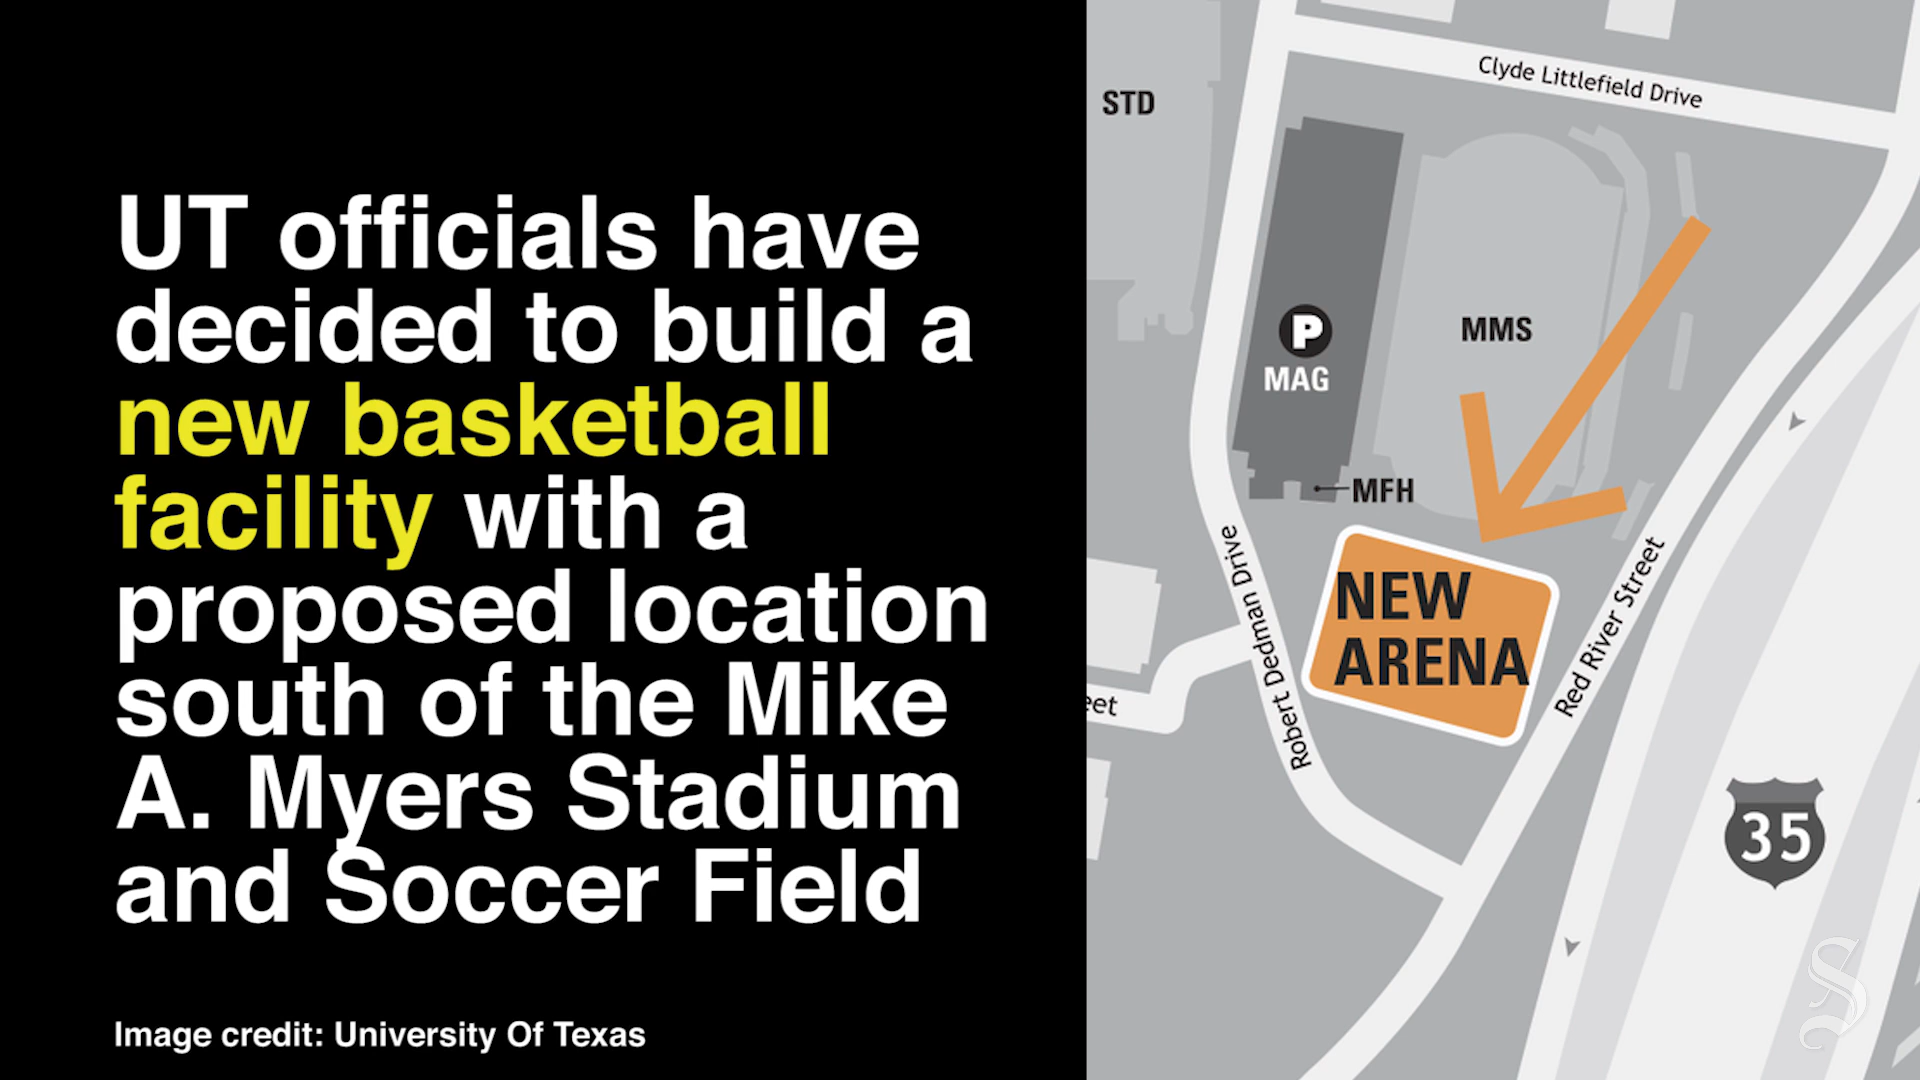 UT officials have
decided to build a
new basketball
facility with a
proposed location
south of the Mike
A. Myers Stadium
and Soccer Field
Image credit: University Of Texas
Clyde Littlefield Drive
STD
P
MAG
MMS
MFH
NEW
ARENA
Robert Dedman Drive
Red River Street
eet
35
S